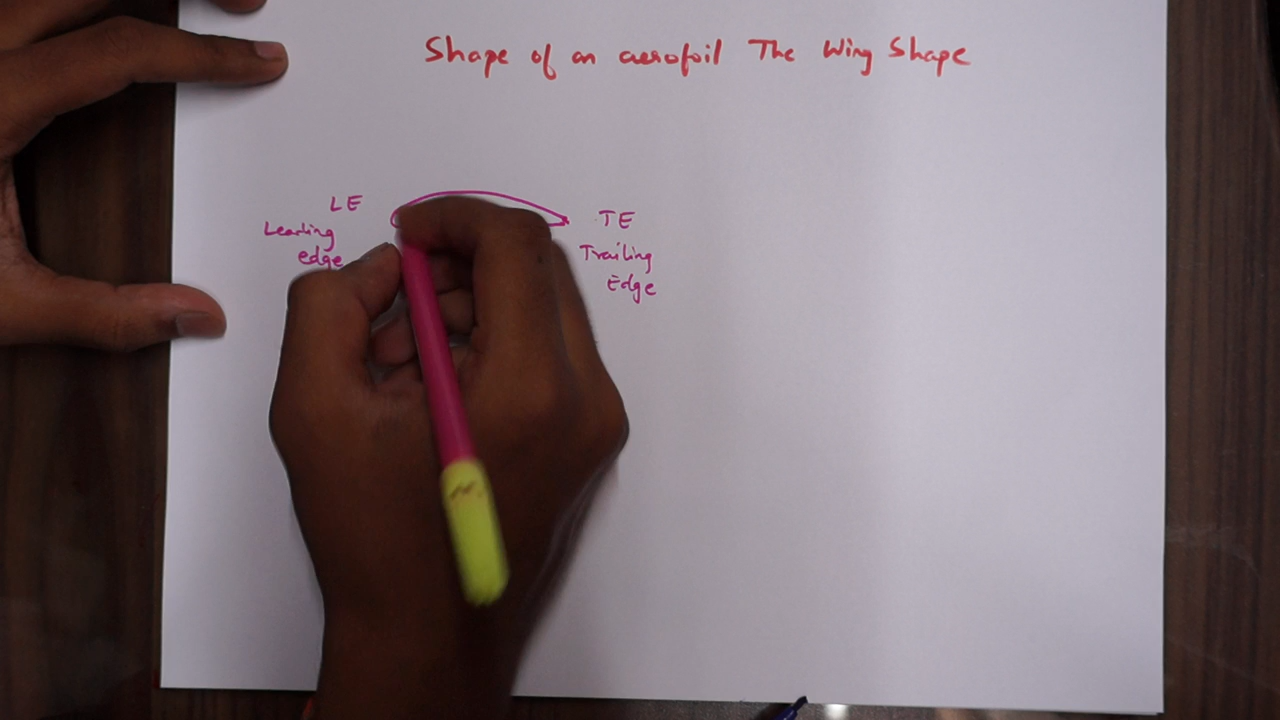 Shape of an aerofoil The Wing Shape
LE
Leading
edge
TE
Trailing
Edge